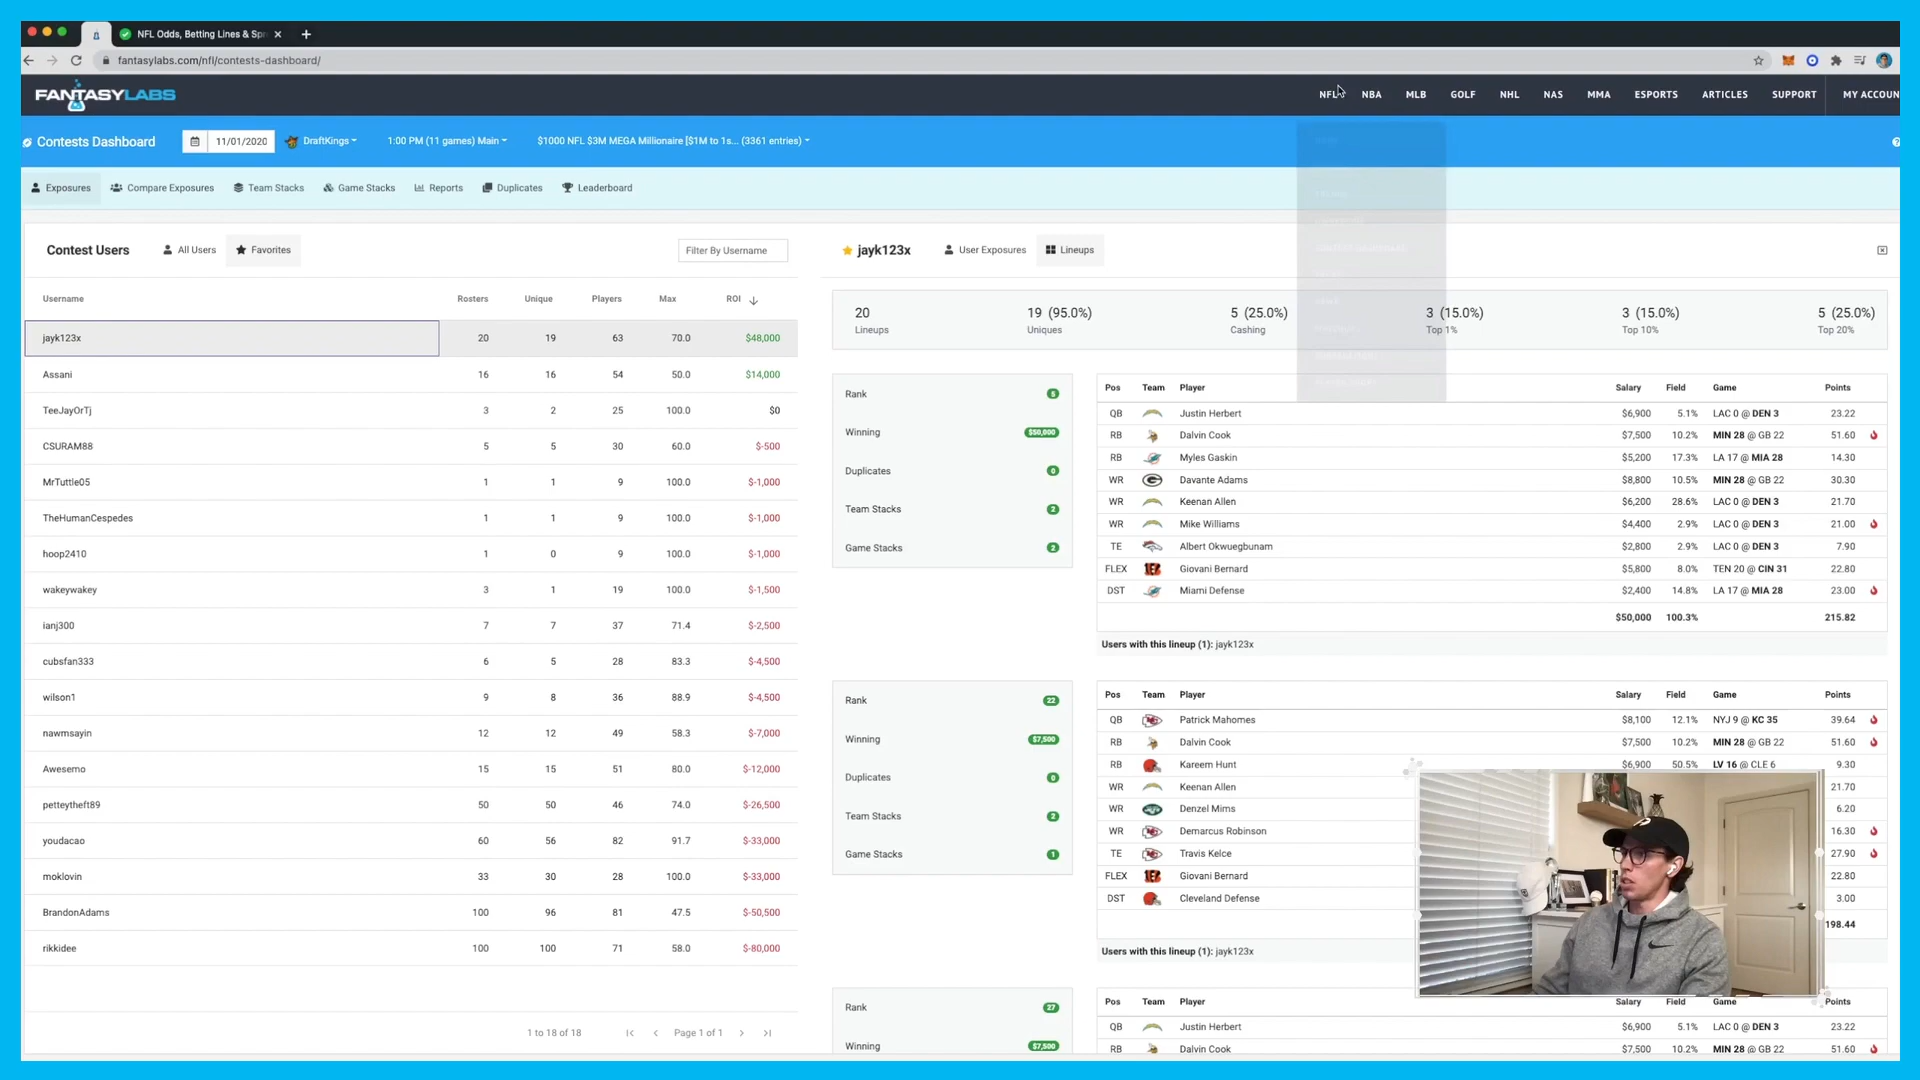 NFL Odds, Betting Lines & Spr
fantasylabs.com/nfl/contests-dashboard/
FANTASYLABS
NFL NBA MLB GOLF NHL NAS MMA ESPORTS ARTICLES SUPPORT MY ACCOUN
Contests Dashboard 11/01/2020 DraftKings 1:00 PM (11 games) Main $1000 NFL $3M MEGA Millionaire [$1M to 1s... (3361 entries)
Exposures Compare Exposures Team Stacks Game Stacks Reports Duplicates Leaderboard
Contest Users All Users Favorites Filter By Username
Username Rosters Unique Players Max ROI
jayk123x 20 19 63 70.0 $48,000
Assani 16 16 54 50.0 $14,000
TeeJayOrTj 3 2 25 100.0 $0
CSURAM88 5 5 30 60.0 $-500
MrTuttle05 1 1 9 100.0 $-1,000
TheHumanCespedes 1 1 9 100.0 $-1,000
hoop2410 1 0 9 100.0 $-1,000
wakeywakey 3 1 19 100.0 $-1,500
ianj300 7 7 37 71.4 $-2,500
cubsfan333 6 5 28 83.3 $-4,500
wilson1 9 8 36 88.9 $-4,500
nawmsayin 12 12 49 58.3 $-7,000
Awesemo 15 15 51 80.0 $-12,000
petteytheft89 50 50 46 74.0 $-26,500
youdacao 60 56 82 91.7 $-33,000
moklovin 33 30 28 100.0 $-33,000
BrandonAdams 100 96 81 47.5 $-50,500
rikkidee 100 100 71 58.0 $-80,000
1 to 18 of 18 Page 1 of 1
jayk123x User Exposures Lineups
20 19 (95.0%) 5 (25.0%) 3 (15.0%) 3 (15.0%) 5 (25.0%)
Lineups Uniques Cashing Top 1% Top 10% Top 20%
Rank 5
Winning $50,000
Duplicates 0
Team Stacks 2
Game Stacks 2
Pos Team Player Salary Field Game Points
QB Justin Herbert $6,900 5.1% LAC 0 @ DEN 3 23.22
RB Dalvin Cook $7,500 10.2% MIN 28 @ GB 22 51.60
RB Myles Gaskin $5,200 17.3% LA 17 @ MIA 28 14.30
WR Davante Adams $8,800 10.5% MIN 28 @ GB 22 30.30
WR Keenan Allen $6,200 28.6% LAC 0 @ DEN 3 21.70
WR Mike Williams $4,400 2.9% LAC 0 @ DEN 3 21.00
TE Albert Okwuegbunam $2,800 2.9% LAC 0 @ DEN 3 7.90
FLEX Giovani Bernard $5,800 8.0% TEN 20 @ CIN 31 22.80
DST Miami Defense $2,400 14.8% LA 17 @ MIA 28 23.00
$50,000 100.3% 215.82
Users with this lineup (1): jayk123x
Rank 22
Winning $7,500
Duplicates 0
Team Stacks 2
Game Stacks 1
Pos Team Player Salary Field Game Points
QB Patrick Mahomes $8,100 12.1% NYJ 9 @ KC 35 39.64
RB Dalvin Cook $7,500 10.2% MIN 28 @ GB 22 51.60
RB Kareem Hunt $6,900 50.5% LV 16 @ CLE 6 9.30
WR Keenan Allen 21.70
WR Denzel Mims 6.20
WR Demarcus Robinson 16.30
TE Travis Kelce 27.90
FLEX Giovani Bernard 22.80
DST Cleveland Defense 3.00
198.44
Users with this lineup (1): jayk123x
Rank 27
Winning $7,500
Pos Team Player Salary Field Game Points
QB Justin Herbert $6,900 5.1% LAC 0 @ DEN 3 23.22
RB Dalvin Cook $7,500 10.2% MIN 28 @ GB 22 51.60